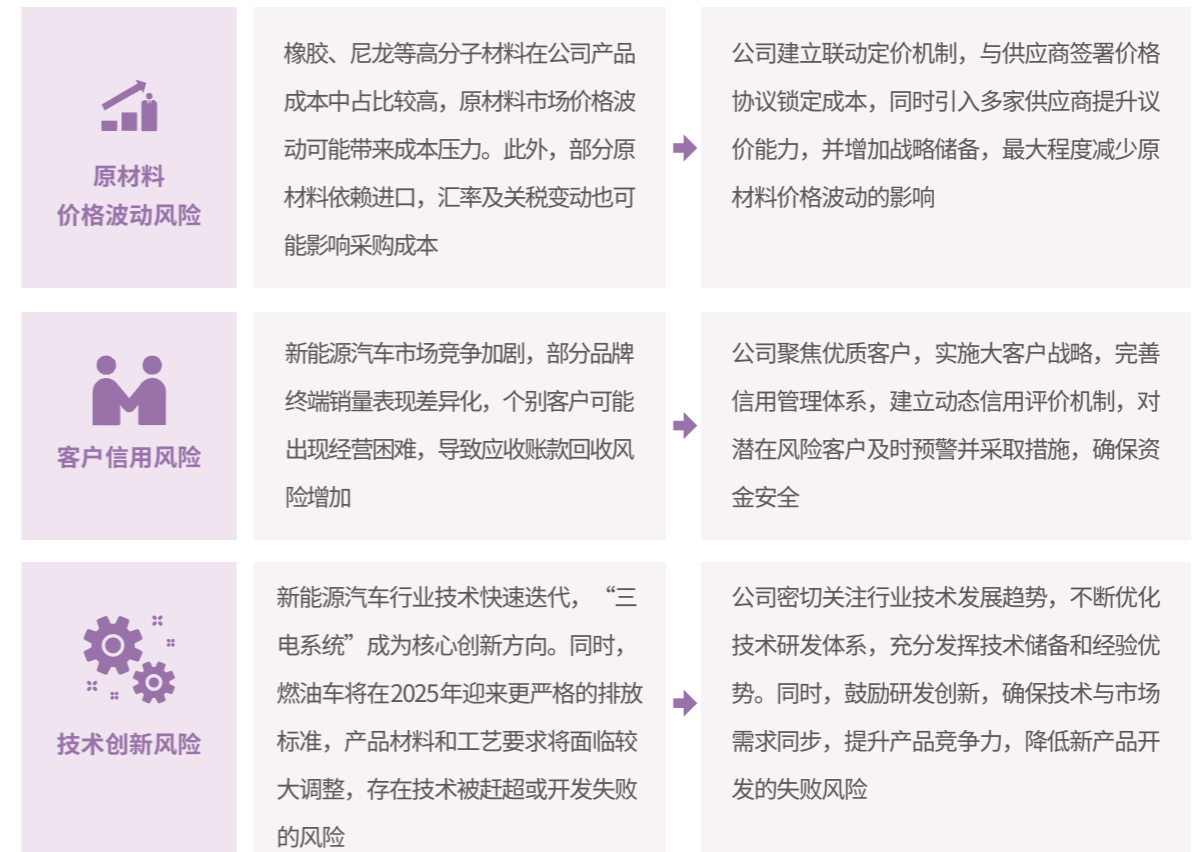 原材料
价格波动风险
橡胶、尼龙等高分子材料在公司产品
成本中占比较高，原材料市场价格波
动可能带来成本压力。此外，部分原
材料依赖进口，汇率及关税变动也可
能影响采购成本
公司建立联动定价机制，与供应商签署价格
协议锁定成本，同时引入多家供应商提升议
价能力，并增加战略储备，最大程度减少原
材料价格波动的影响
客户信用风险
新能源汽车市场竞争加剧，部分品牌
终端销量表现差异化，个别客户可能
出现经营困难，导致应收账款回收风
险增加
公司聚焦优质客户，实施大客户战略，完善
信用管理体系，建立动态信用评价机制，对
潜在风险客户及时预警并采取措施，确保资
金安全
技术创新风险
新能源汽车行业技术快速迭代，“三
电系统”成为核心创新方向。同时，
燃油车将在2025年迎来更严格的排放
标准，产品材料和工艺要求将面临较
大调整，存在技术被赶超或开发失败
的风险
公司密切关注行业技术发展趋势，不断优化
技术研发体系，充分发挥技术储备和经验优
势。同时，鼓励研发创新，确保技术与市场
需求同步，提升产品竞争力，降低新产品开
发的失败风险